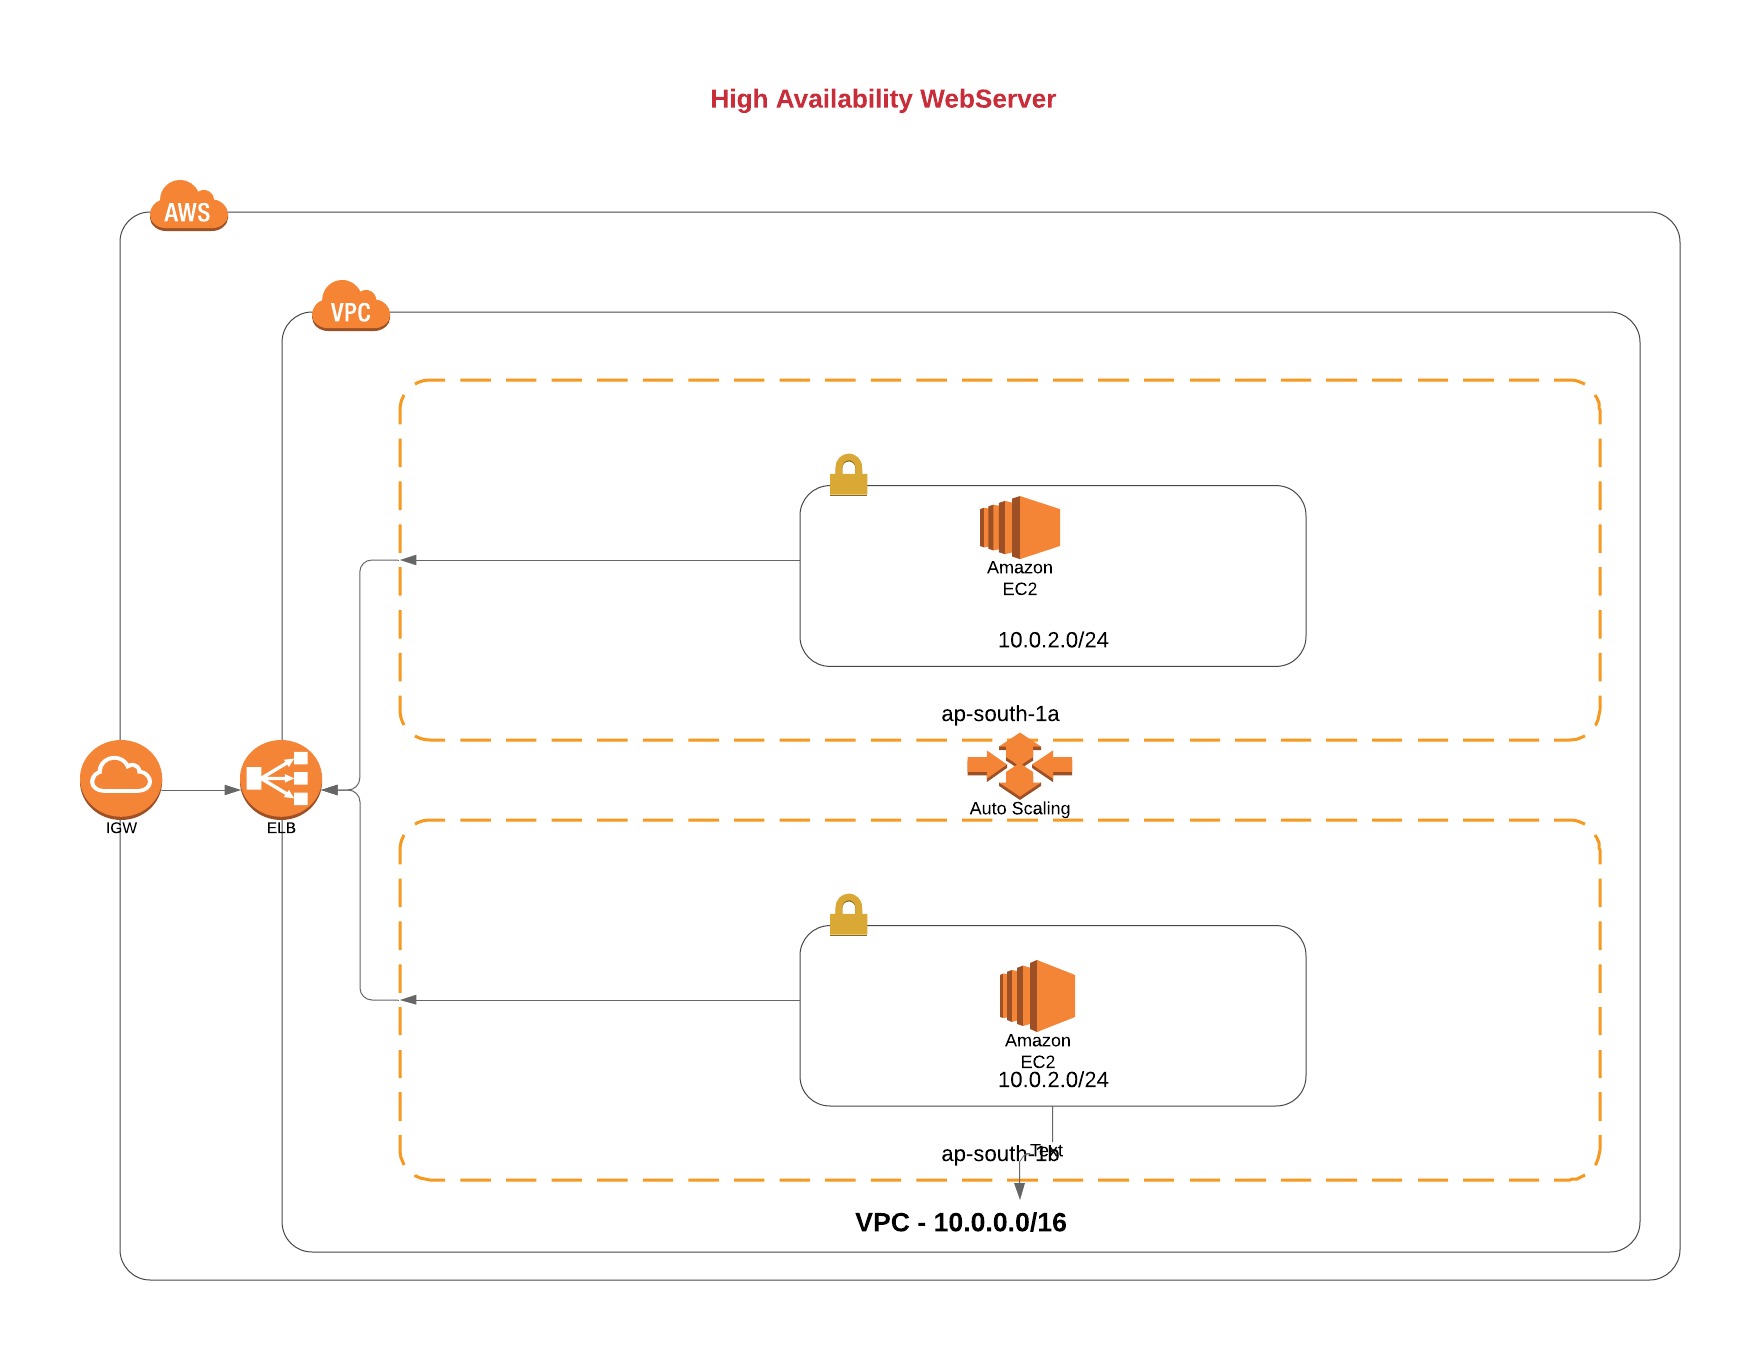 High Availability WebServer
AWS
VPC
Amazon
EC2
10.0.2.0/24
ap-south-1a
IGW
ELB
Auto Scaling
Amazon
EC2
10.0.2.0/24
ap-south-1b
Text
VPC - 10.0.0.0/16